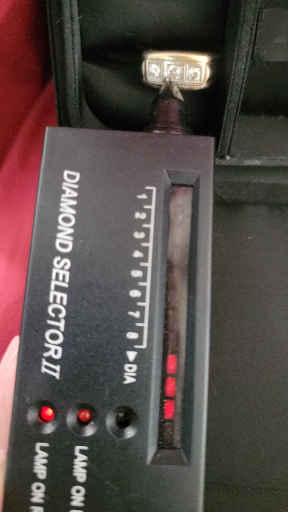 DIAMOND SELECTOR II
1 2 3 4 5 6 7 8 ▶DIA
LAMP ON
LAMP ON